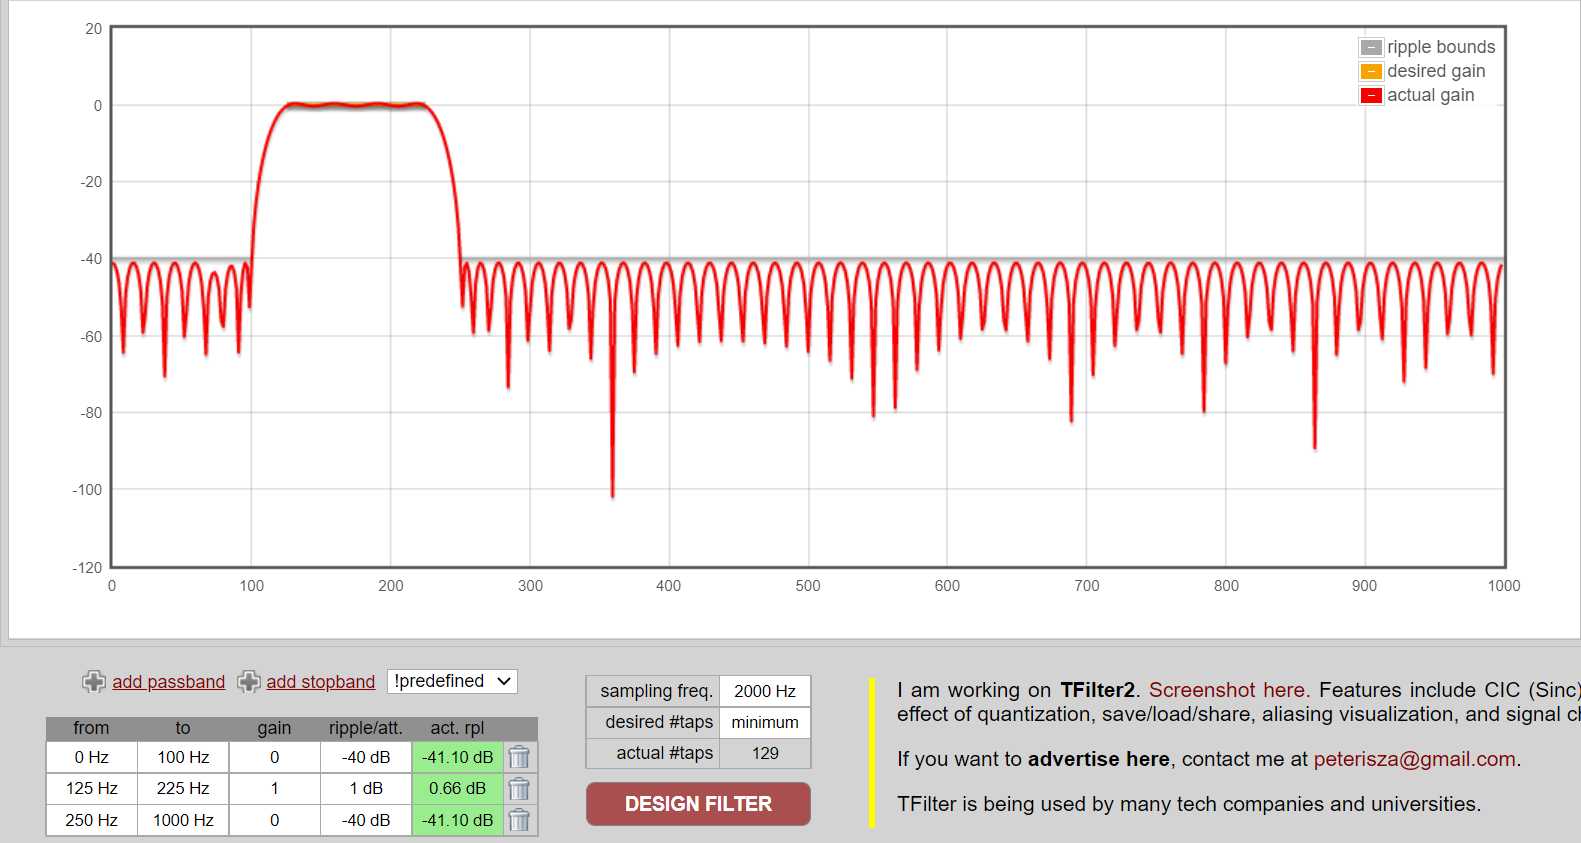 20
0
-20
-40
-60
-80
-100
-120
0 100 200 300 400 500 600 700 800 900 1000
ripple bounds
desired gain
actual gain
add passband add stopband !predefined
from to gain ripple/att. act. rpl
0 Hz 100 Hz 0 -40 dB -41.10 dB
125 Hz 225 Hz 1 1 dB 0.66 dB
250 Hz 1000 Hz 0 -40 dB -41.10 dB
sampling freq. 2000 Hz
desired #taps minimum
actual #taps 129
DESIGN FILTER
I am working on TFilter2. Screenshot here. Features include CIC (Sinc)
effect of quantization, save/load/share, aliasing visualization, and signal
If you want to advertise here, contact me at peterisza@gmail.com.
TFilter is being used by many tech companies and universities.